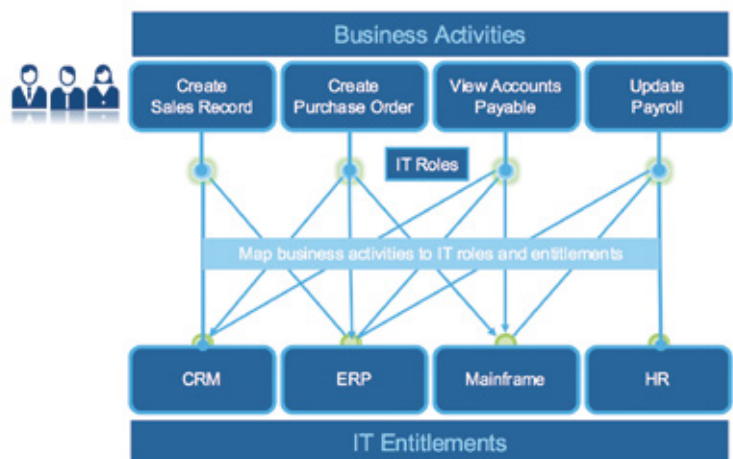 Business Activities
Create
Sales Record
Create
Purchase Order
View Accounts
Payable
Update
Payroll
IT Roles
Map business activities to IT roles and entitlements
CRM
ERP
Mainframe
HR
IT Entitlements